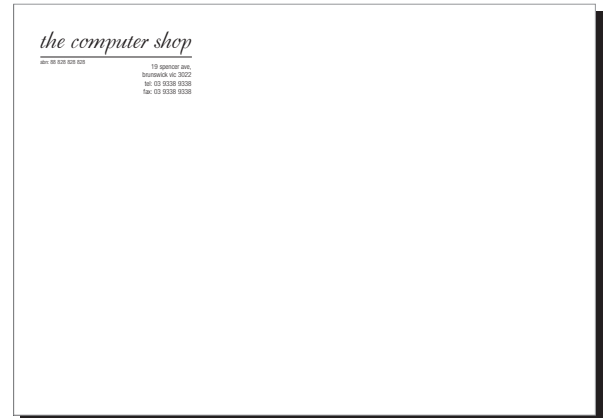 the computer shop
abn: 88 828 828 828
19 spencer ave,
brunswick vic 3022
tel: 03 9338 9338
fax: 03 9338 9338